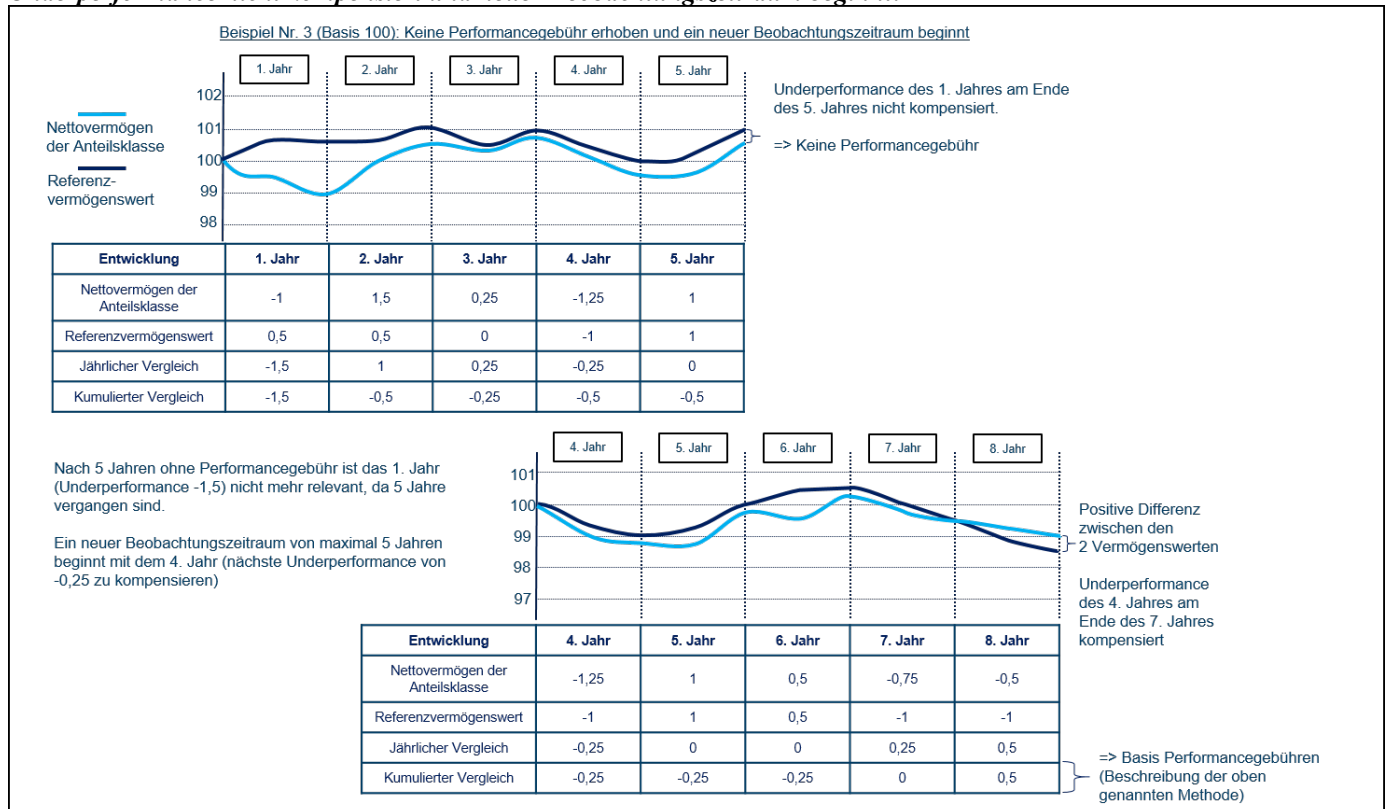 Beispiel Nr. 3 (Basis 100): Keine Performancegebühr erhoben und ein neuer Beobachtungszeitraum beginnt
1. Jahr 2. Jahr 3. Jahr 4. Jahr 5. Jahr
102
101
100
99
98
Nettovermögen
der Anteilsklasse
Referenz-
vermögenswert
Underperformance des 1. Jahres am Ende
des 5. Jahres nicht kompensiert.
=> Keine Performancegebühr
Entwicklung 1. Jahr 2. Jahr 3. Jahr 4. Jahr 5. Jahr
Nettovermögen der
Anteilsklasse -1 1,5 0,25 -1,25 1
Referenzvermögenswert 0,5 0,5 0 -1 1
Jährlicher Vergleich -1,5 1 0,25 -0,25 0
Kumulierter Vergleich -1,5 -0,5 -0,25 -0,5 -0,5
Nach 5 Jahren ohne Performancegebühr ist das 1. Jahr
(Underperformance -1,5) nicht mehr relevant, da 5 Jahre
vergangen sind.
Ein neuer Beobachtungszeitraum von maximal 5 Jahren
beginnt mit dem 4. Jahr (nächste Underperformance von
-0,25 zu kompensieren)
4. Jahr 5. Jahr 6. Jahr 7. Jahr 8. Jahr
101
100
99
98
97
Positive Differenz
zwischen den
2 Vermögenswerten
Underperformance
des 4. Jahres am
Ende des 7. Jahres
kompensiert
Entwicklung 4. Jahr 5. Jahr 6. Jahr 7. Jahr 8. Jahr
Nettovermögen der
Anteilsklasse -1,25 1 0,5 -0,75 -0,5
Referenzvermögenswert -1 1 0,5 -1 -1
Jährlicher Vergleich -0,25 0 0 0,25 0,5
Kumulierter Vergleich -0,25 -0,25 -0,25 0 0,5
=> Basis Performancegebühren
(Beschreibung der oben
genannten Methode)